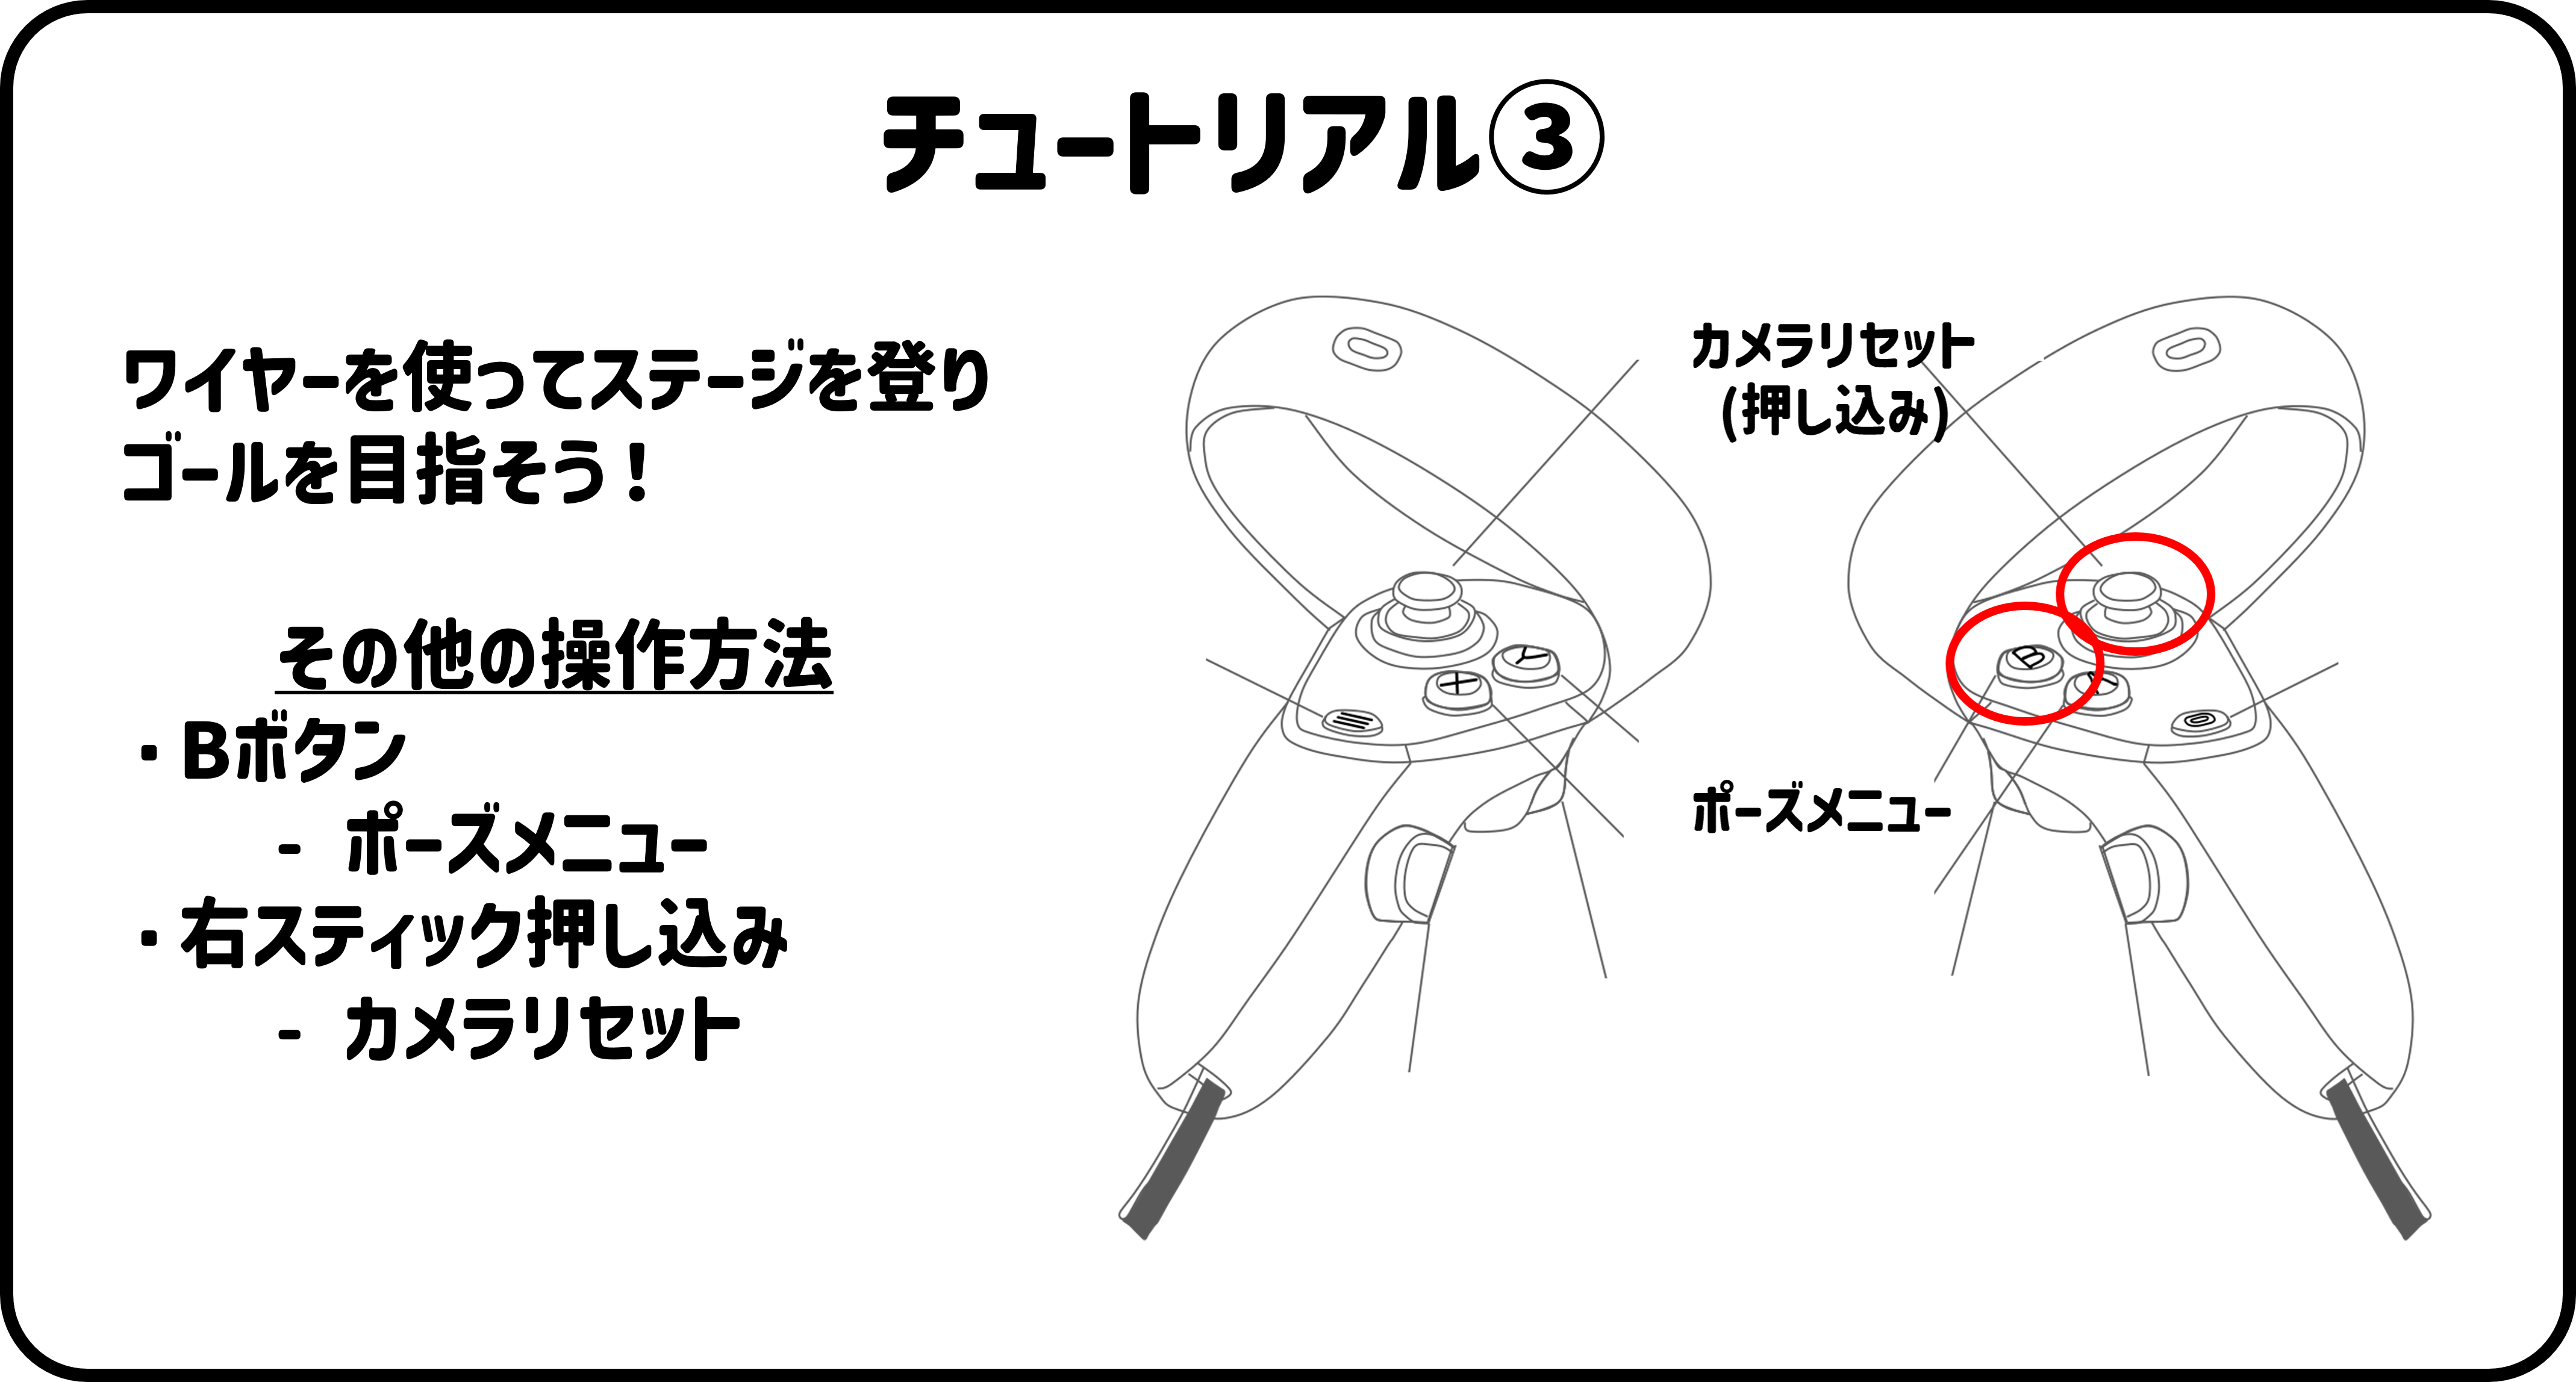 チュートリアル③
ワイヤーを使ってステージを登り
ゴールを目指そう！
その他の操作方法
・Bボタン
- ポーズメニュー
・右スティック押し込み
- カメラリセット
カメラリセット
(押し込み)
ポーズメニュー
Y
X
B
A